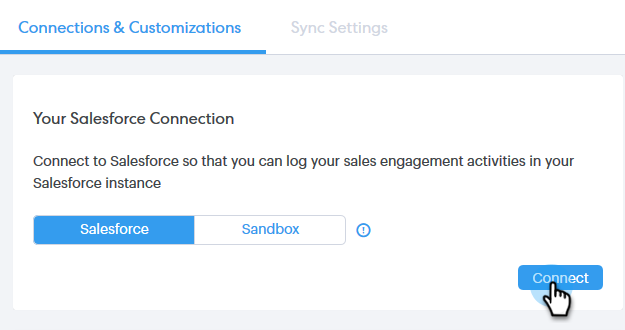 Connections & Customizations Sync Settings
Your Salesforce Connection
Connect to Salesforce so that you can log your sales engagement activities in your
Salesforce instance
Salesforce Sandbox
Connect